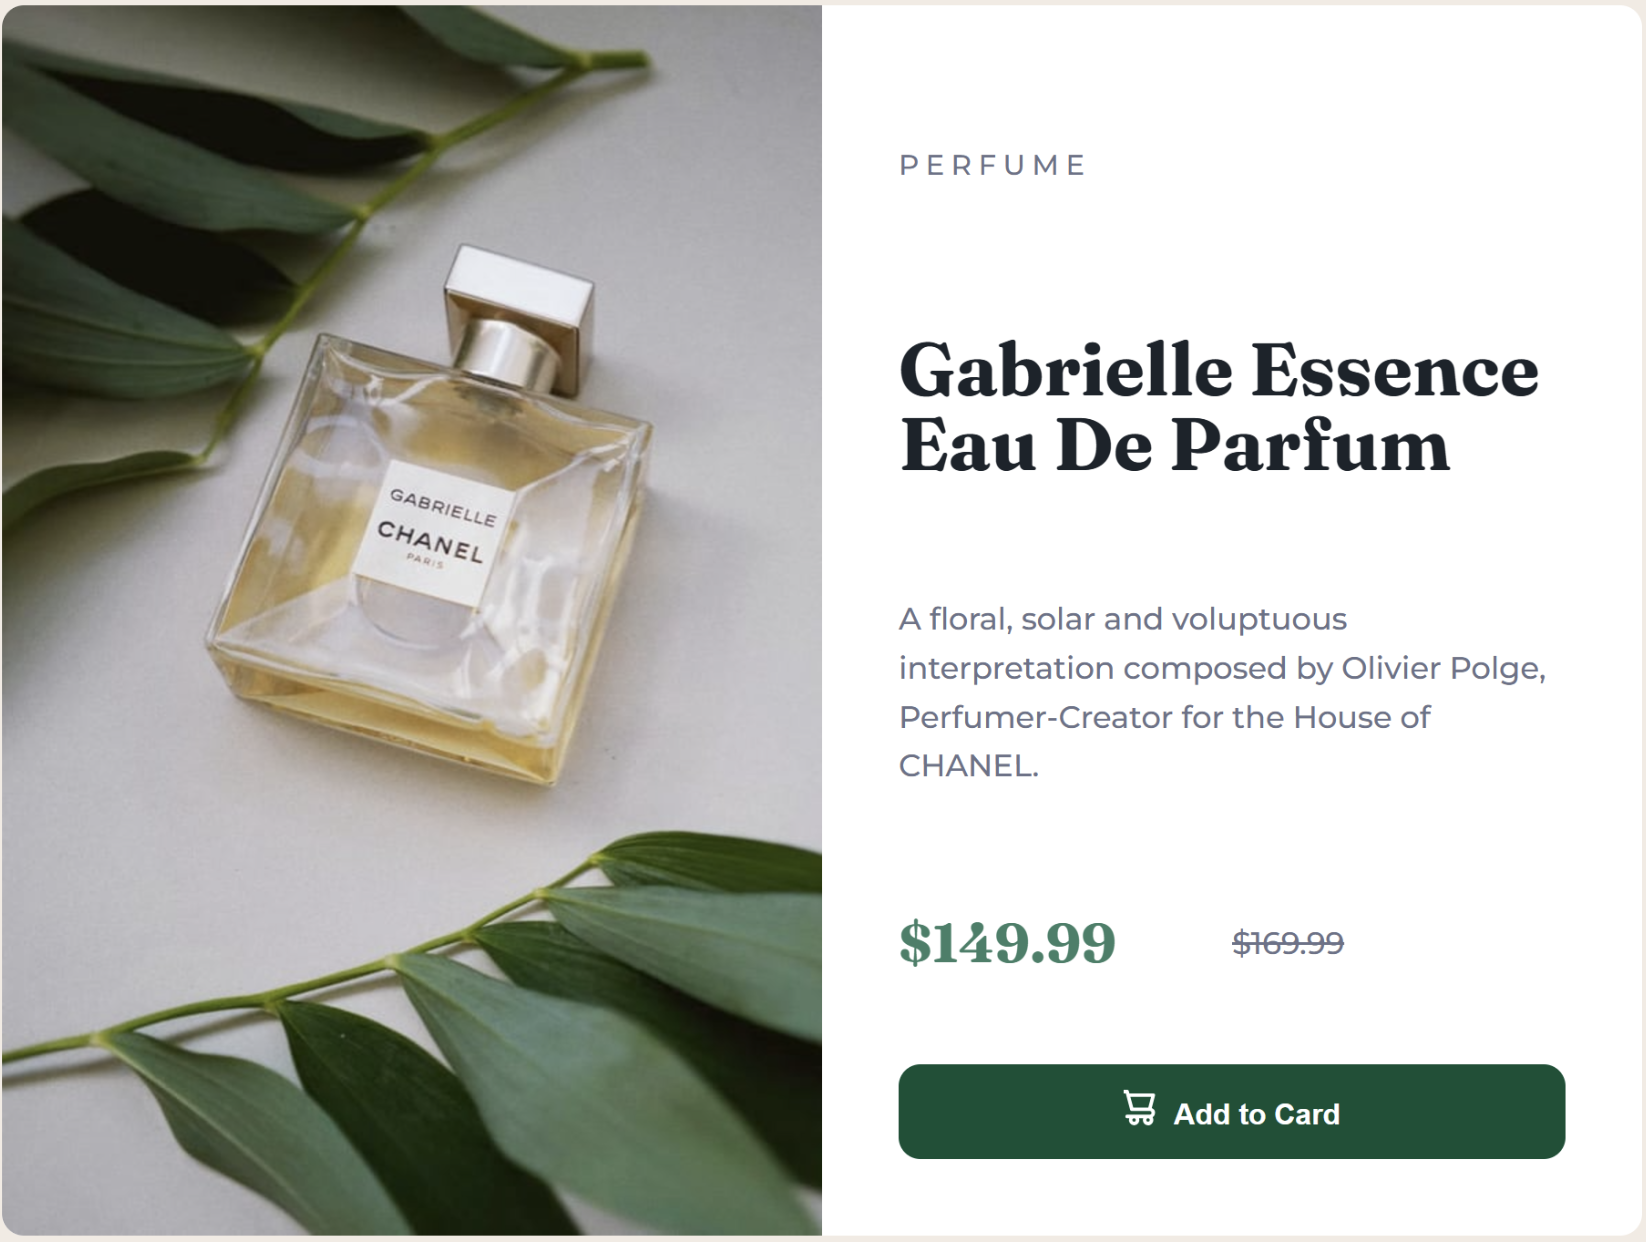 GABRIELLE
CHANEL
PARIS
PERFUME
Gabrielle Essence
Eau De Parfum
A floral, solar and voluptuous
interpretation composed by Olivier Polge,
Perfumer-Creator for the House of
CHANEL.
$149.99 $169.99
Add to Card